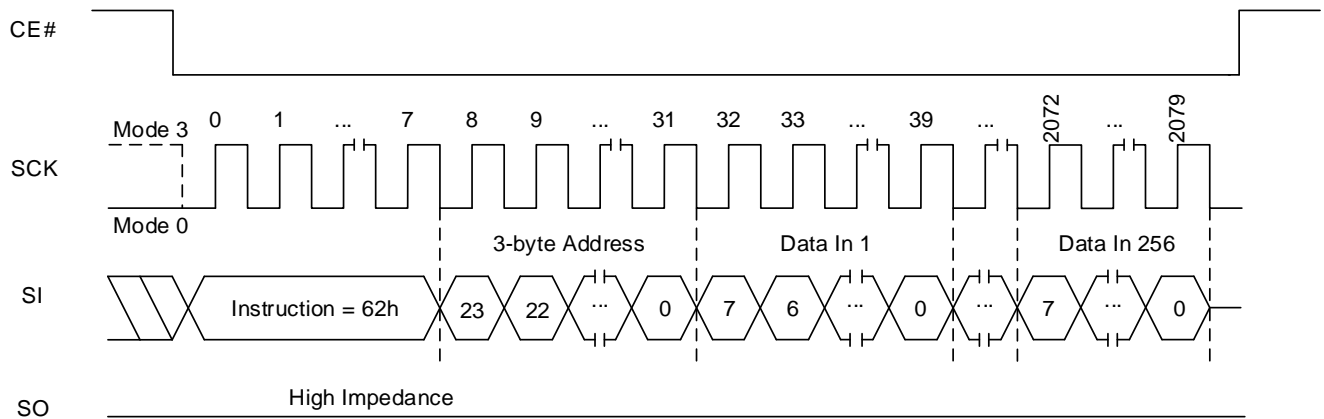 CE#
0 1 ... 7 8 9 ... 31 32 33 ... 39 ... 2072 ... 2079
Mode 3
SCK
Mode 0
3-byte Address Data In 1 Data In 256
SI Instruction = 62h 23 22 ... 0 7 6 ... 0 ... 7 ... 0
High Impedance
SO